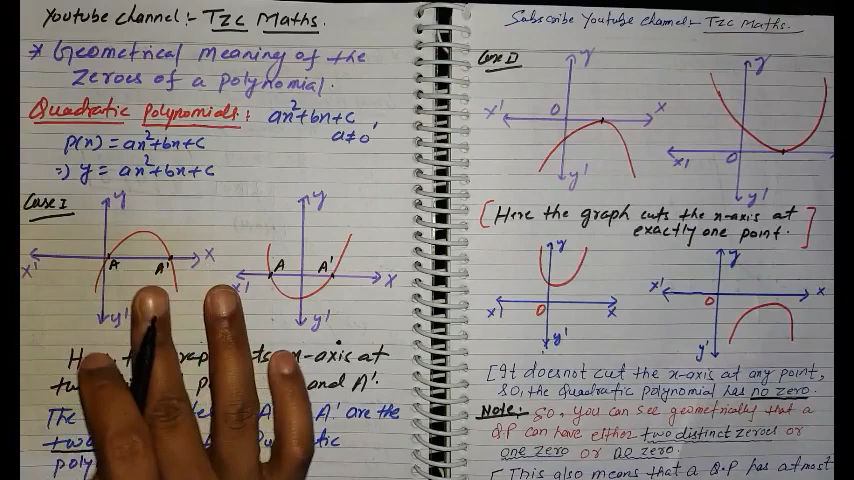 Youtube channel:- Tzc Maths.
* Geometrical meaning of the
zeroes of a polynomial.
Quadratic polynomials: ax²+bx+c,
a≠0
p(x) = ax²+bx+c
=> y = ax²+bx+c
Case I
y
A
A'
X
X'
y'
y
A
A'
X
X'
y'
x-axis at
and A'.
The
A' are the
two
poly
Subscribe Youtube channel:- TZC Maths.
Case II
y
O
X
X'
y'
y
O
X'
y'
[Here the graph cuts the x-axis at
exactly one point.]
y
O
X'
X
y'
y
X'
O
X
y'
[It doesnot cut the x-axis at any point,
So, the Quadratic polynomial has no zero.
Note:- So, you can see geometrically that a
Q.P can have either two distinct zeroes or
one zero or no zero.
[This also means that a Q.P has atmost